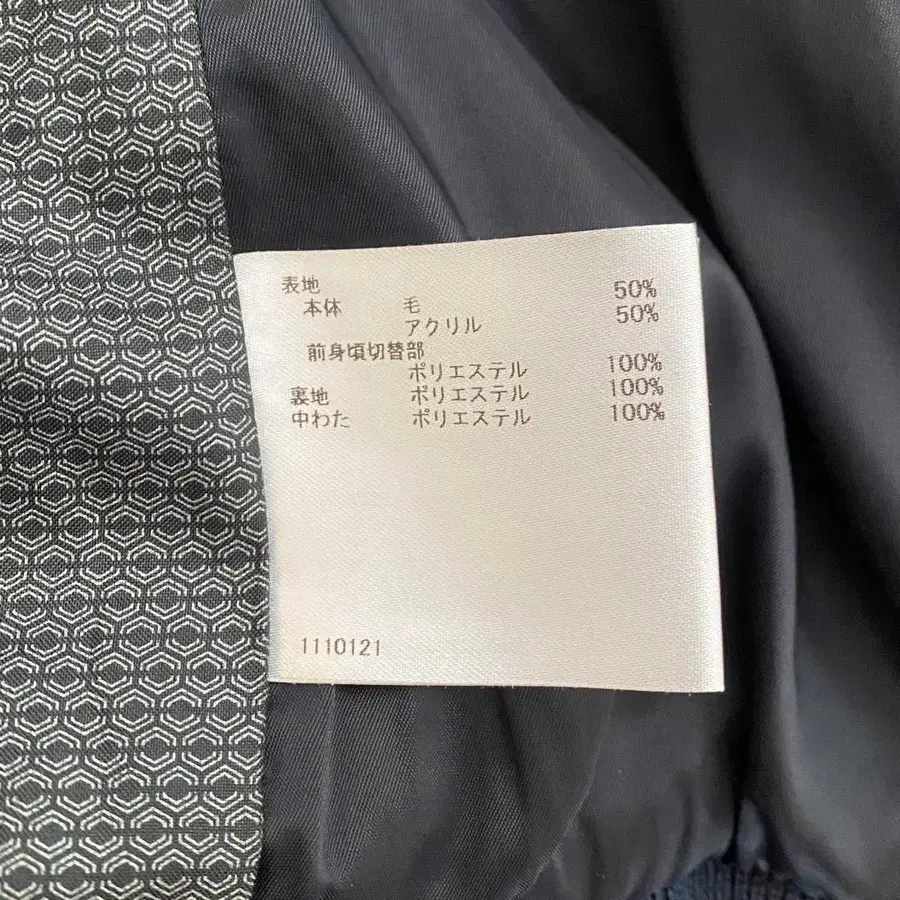 表地
本体 毛 50%
アクリル 50%
前身頃切替部
ポリエステル 100%
裏地 ポリエステル 100%
中わた ポリエステル 100%
1110121